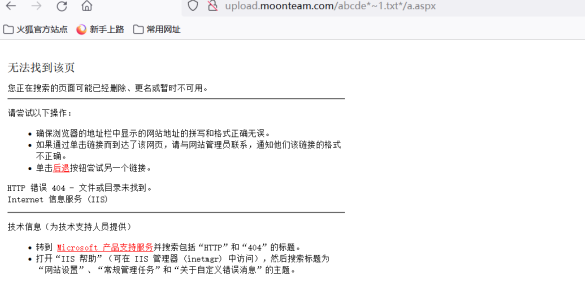 upload.moonteam.com/abcde*~1.txt*/a.aspx
火狐官方站点 新手上路 常用网址
无法找到该页
您正在搜索的页面可能已经删除、更名或暂时不可用。
请尝试以下操作：
确保浏览器的地址栏中显示的网站地址的拼写和格式正确无误。
如果通过单击链接而到达了该网页，请与网站管理员联系，通知他们该链接的格式
不正确。
单击后退按钮尝试另一个链接。
HTTP 错误 404 - 文件或目录未找到。
Internet 信息服务 (IIS)
技术信息（为技术支持人员提供）
转到 Microsoft 产品支持服务并搜索包括“HTTP”和“404”的标题。
打开“IIS 帮助”（可在 IIS 管理器 (inetmgr) 中访问），然后搜索标题为
“网站设置”、“常规管理任务”和“关于自定义错误消息”的主题。